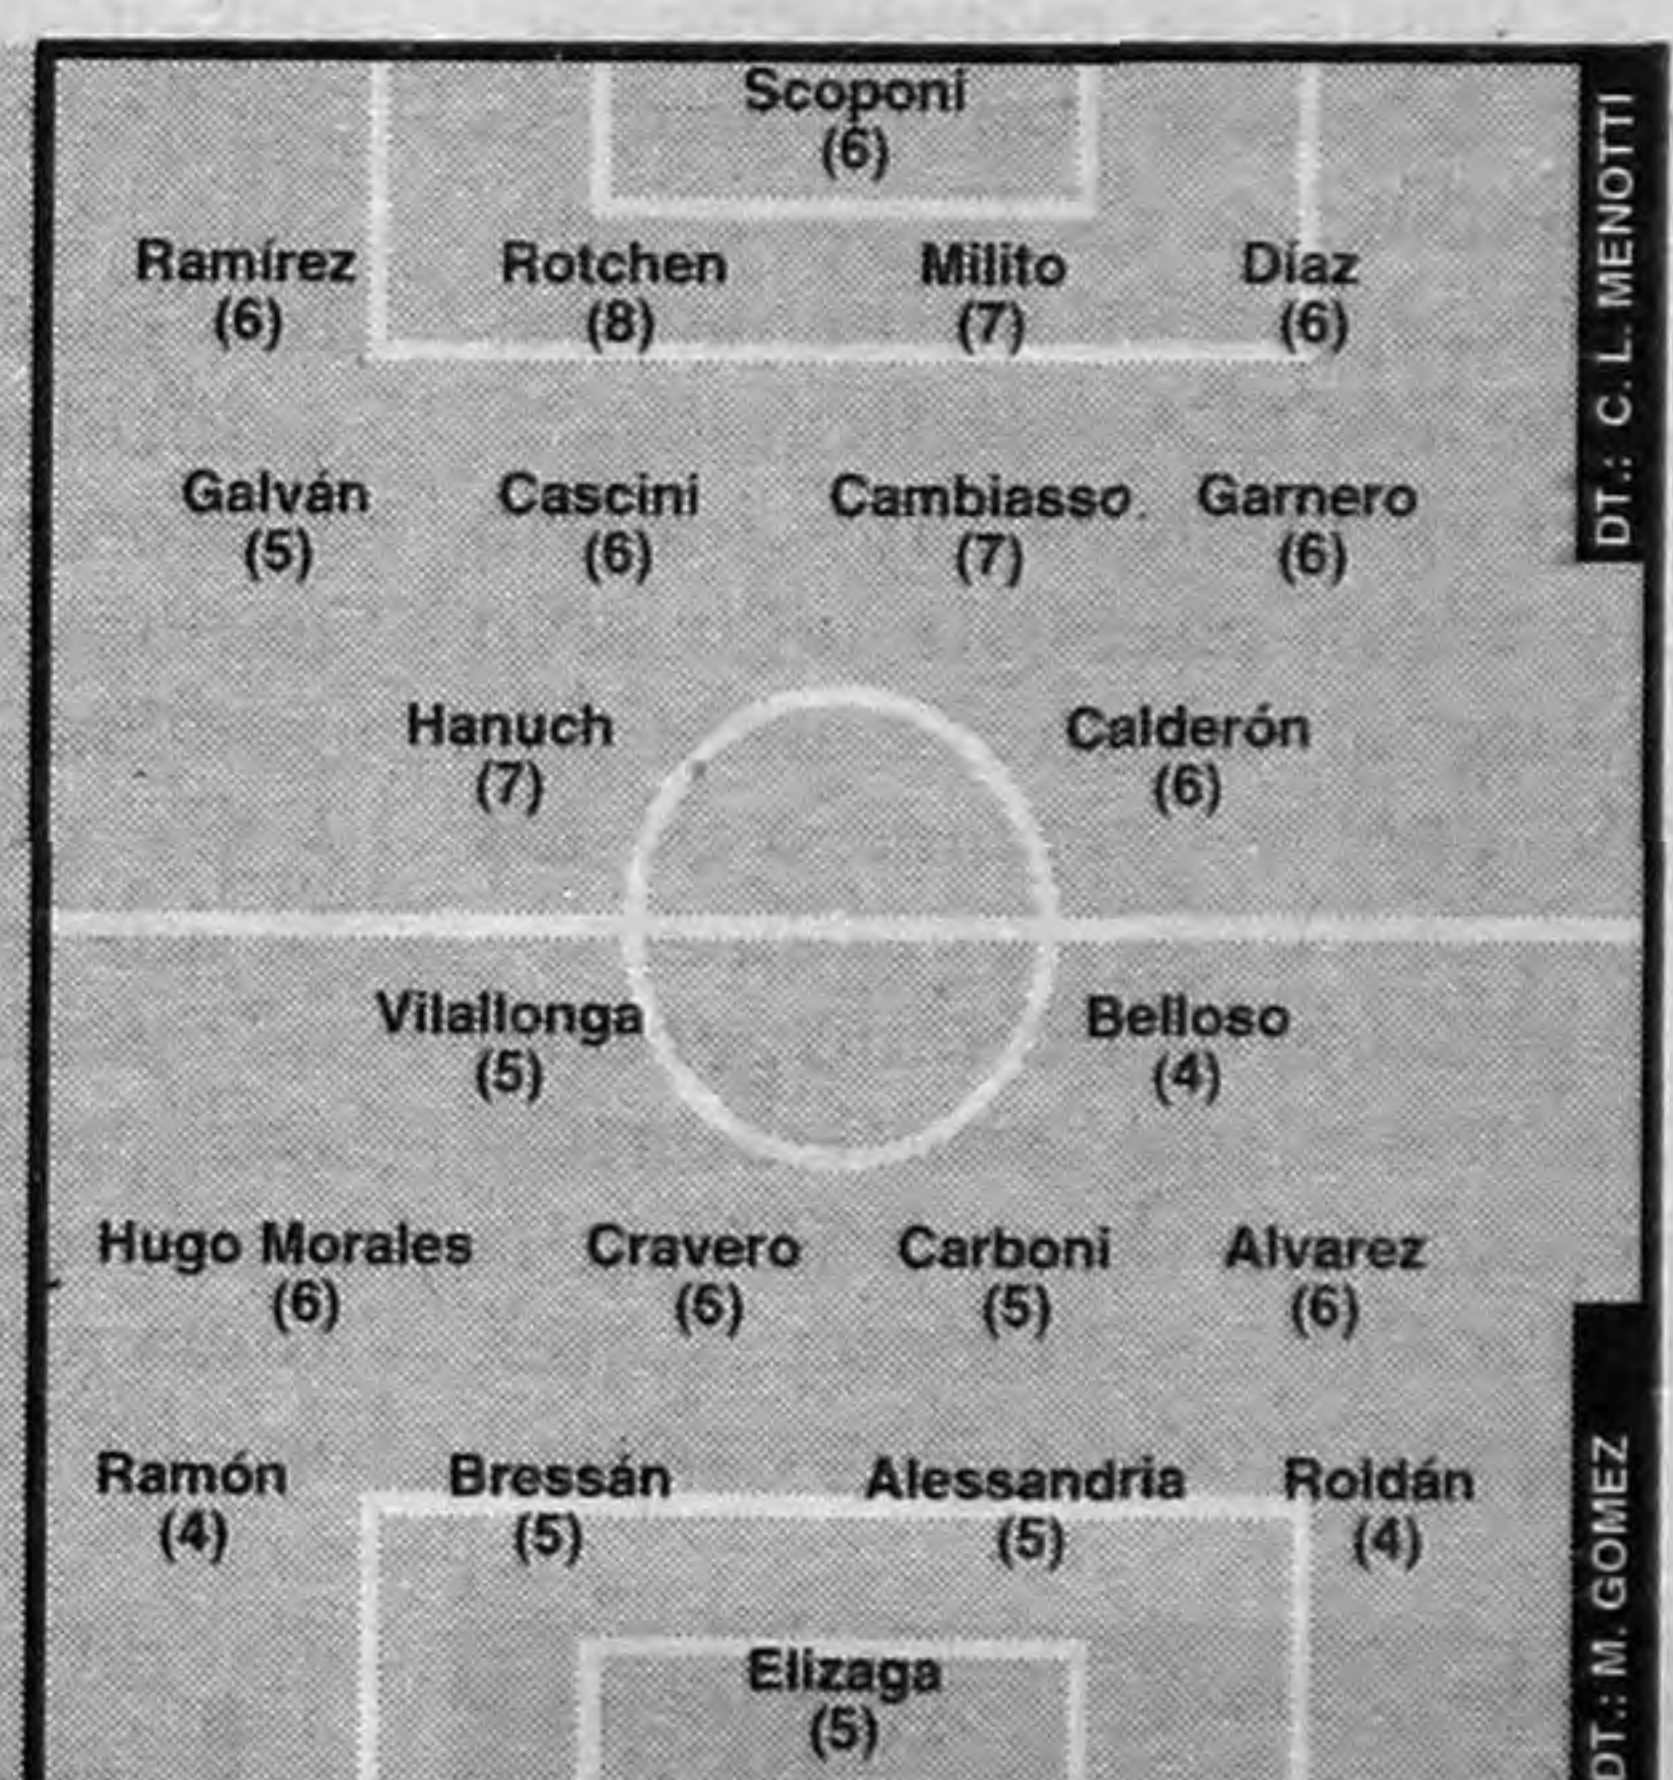 Scoponi
(6)
Ramírez Rotchen Milito Díaz
(6) (8) (7) (6)
Galván Cascini Cambiasso. Garnero
(5) (6) (7) (6)
Hanuch Calderón
(7) (6)
DT.: C. L. MENOTTI
Vilallonga Belloso
(5) (4)
Hugo Morales Cravero Carboni Alvarez
(6) (5) (5) (6)
Ramón Bressán Alessandria Roldán
(4) (5) (5) (4)
Elizaga
(5)
DT.: M. GOMEZ